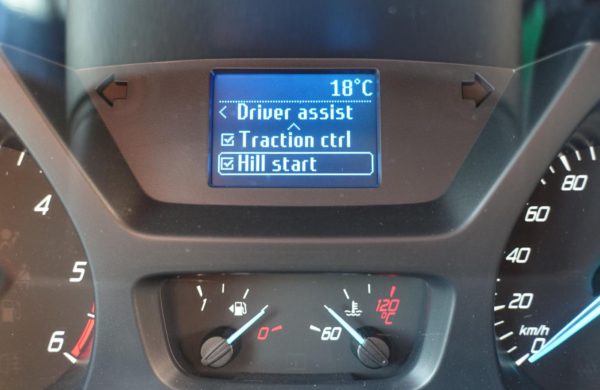 18°C
< Driver assist
Traction ctrl
Hill start
4
5
6
1
0
60
120
°C
80
60
40
20
km/h
0